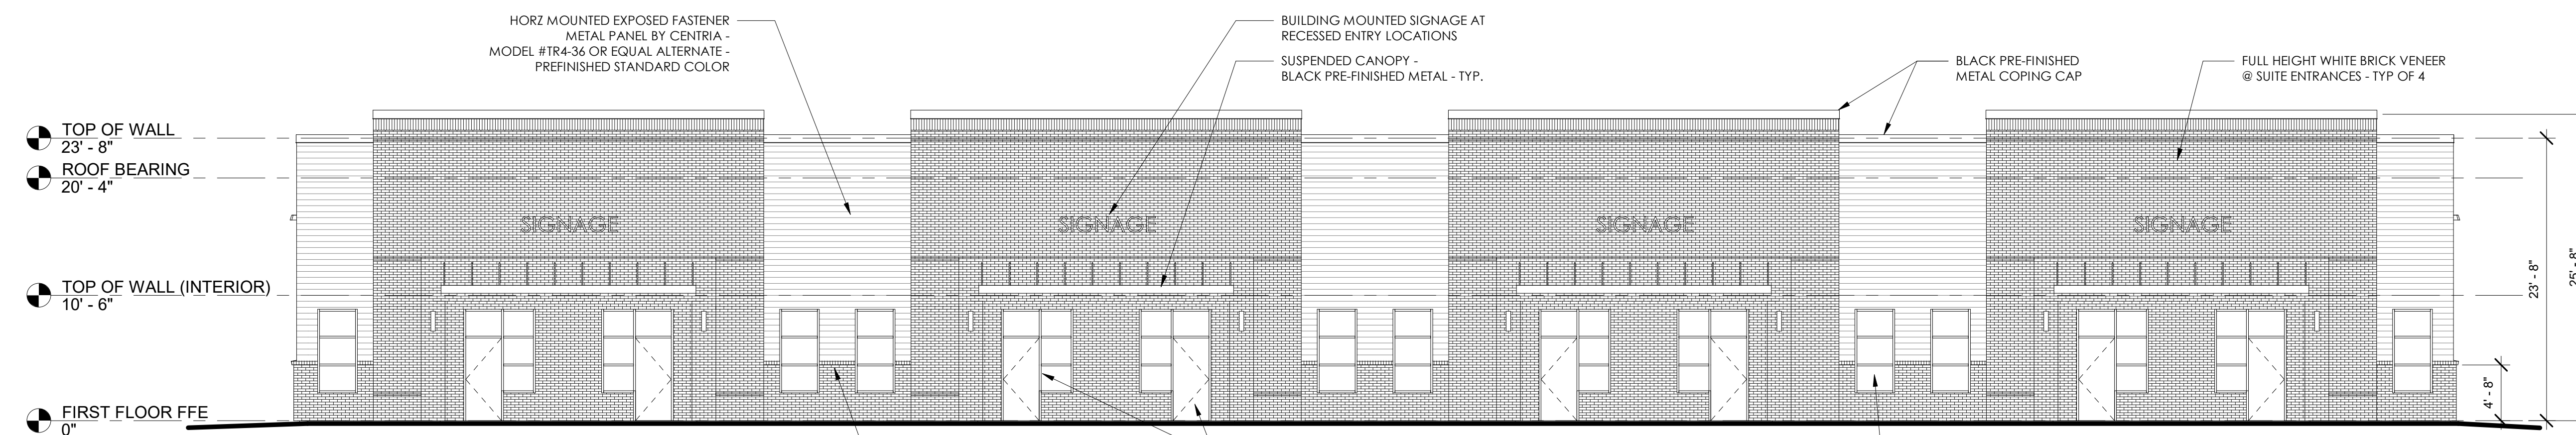 HORZ MOUNTED EXPOSED FASTENER
METAL PANEL BY CENTRIA -
MODEL #TR4-36 OR EQUAL ALTERNATE -
PREFINISHED STANDARD COLOR
BUILDING MOUNTED SIGNAGE AT
RECESSED ENTRY LOCATIONS
SUSPENDED CANOPY -
BLACK PRE-FINISHED METAL - TYP.
BLACK PRE-FINISHED
METAL COPING CAP
FULL HEIGHT WHITE BRICK VENEER
@ SUITE ENTRANCES - TYP OF 4
TOP OF WALL
23' - 8"
ROOF BEARING
20' - 4"
SIGNAGE
SIGNAGE
SIGNAGE
SIGNAGE
TOP OF WALL (INTERIOR)
10' - 6"
FIRST FLOOR FFE
0"
4' - 8"
23' - 8"
25' - 8"